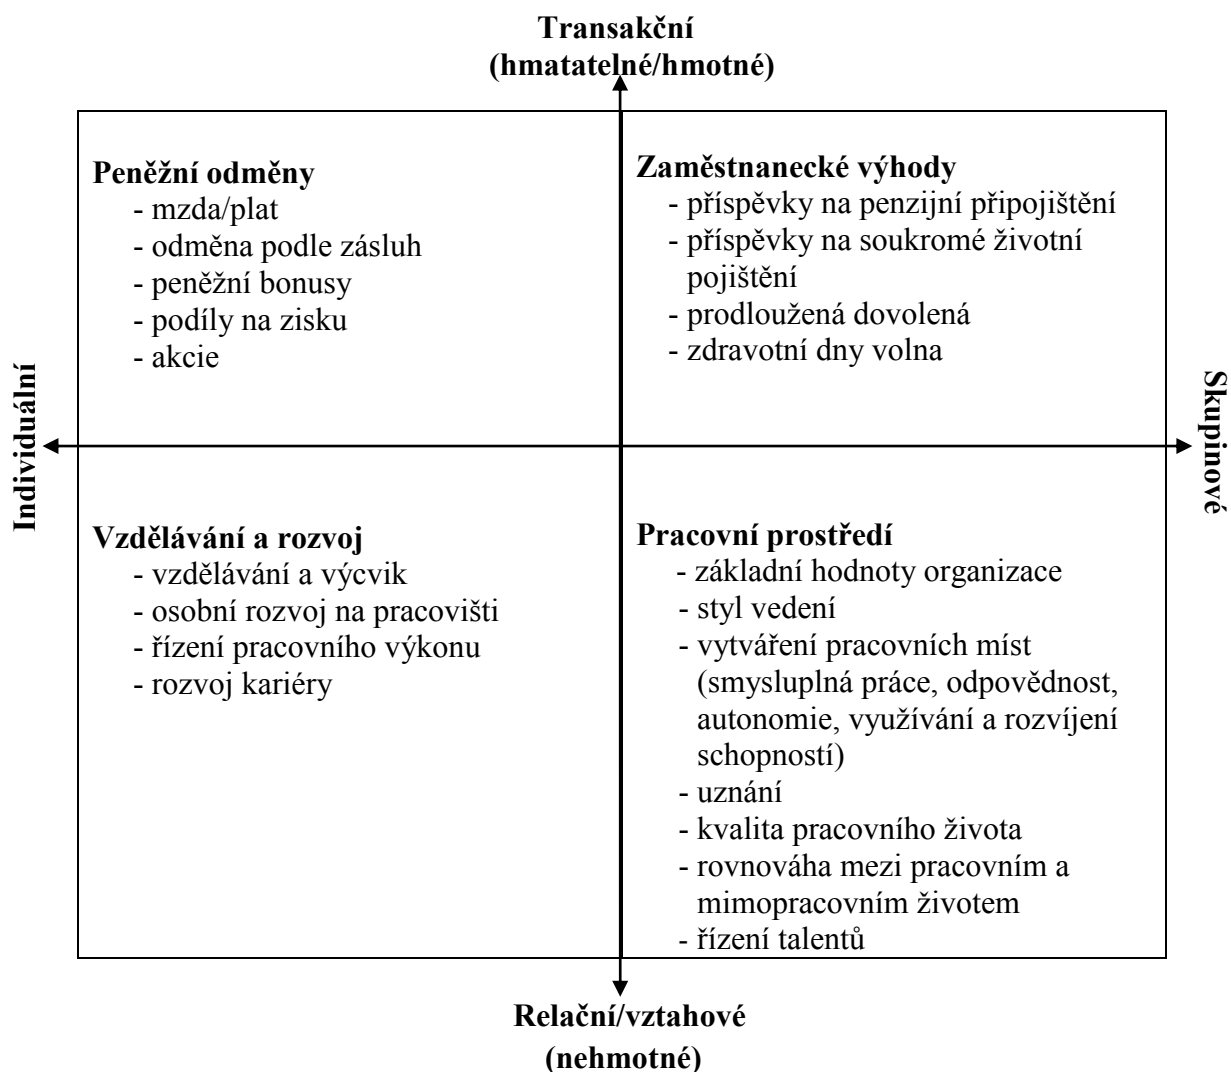 Transakční
(hmatatelné/hmotné)
Peněžní odměny
- mzda/plat
- odměna podle zásluh
- peněžní bonusy
- podíly na zisku
- akcie
Zaměstnanecké výhody
- příspěvky na penzijní připojištění
- příspěvky na soukromé životní
pojištění
- prodloužená dovolená
- zdravotní dny volna
Individuální
Skupinové
Vzdělávání a rozvoj
- vzdělávání a výcvik
- osobní rozvoj na pracovišti
- řízení pracovního výkonu
- rozvoj kariéry
Pracovní prostředí
- základní hodnoty organizace
- styl vedení
- vytváření pracovních míst
(smysluplná práce, odpovědnost,
autonomie, využívání a rozvíjení
schopností)
- uznání
- kvalita pracovního života
- rovnováha mezi pracovním a
mimopracovním životem
- řízení talentů
Relační/vztahové
(nehmotné)